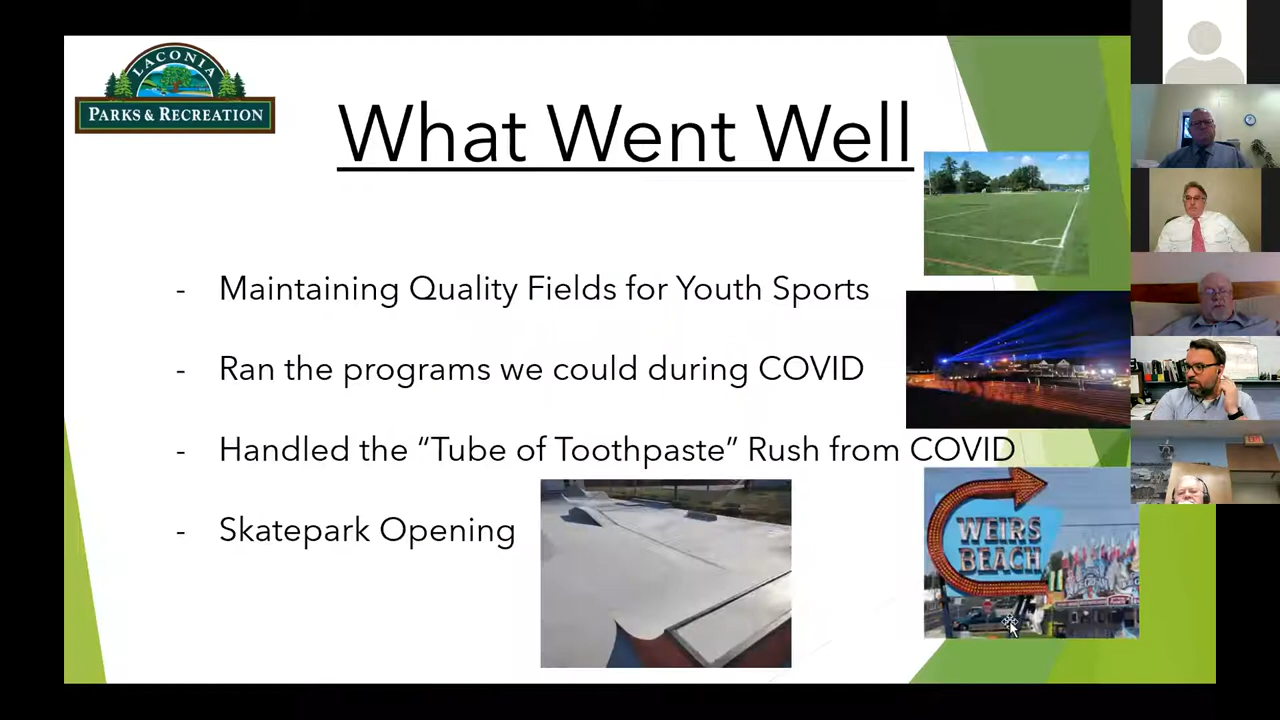 LACONIA
PARKS & RECREATION
What Went Well
- Maintaining Quality Fields for Youth Sports
- Ran the programs we could during COVID
- Handled the “Tube of Toothpaste” Rush from COVID
- Skatepark Opening
WEIRS
BEACH